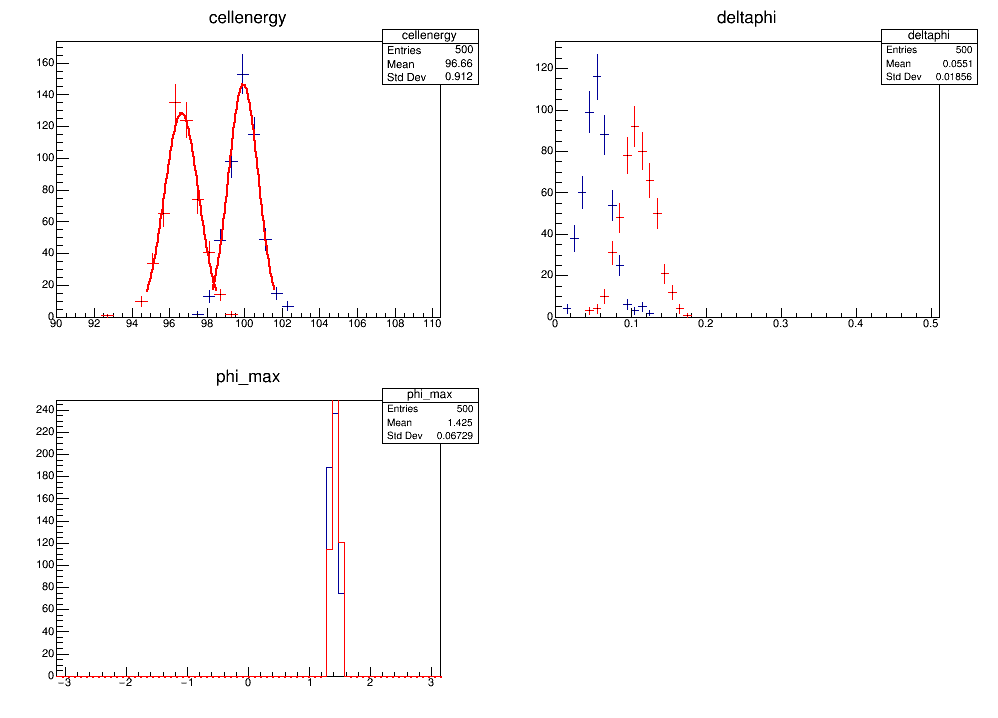 cellenergy
cellenergy
Entries 500
Mean 96.66
Std Dev 0.912
160
140
120
100
80
60
40
20
0
90 92 94 96 98 100 102 104 106 108 110
deltaphi
deltaphi
Entries 500
Mean 0.0551
Std Dev 0.01856
120
100
80
60
40
20
0
0 0.1 0.2 0.3 0.4 0.5
phi_max
phi_max
Entries 500
Mean 1.425
Std Dev 0.06729
240
220
200
180
160
140
120
100
80
60
40
20
0
−3 −2 −1 0 1 2 3